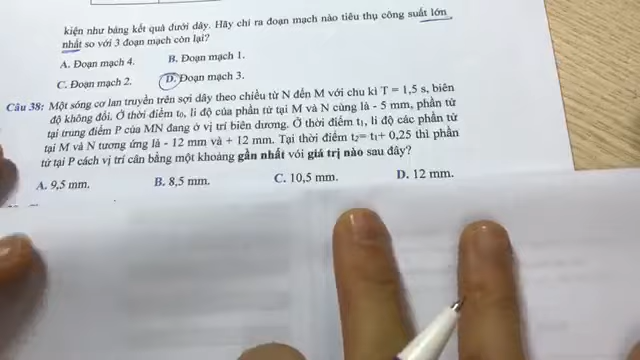 kiện như bảng kết quả dưới dây. Hãy chỉ ra đoạn mạch nào tiêu thụ công suất lớn
nhất so với 3 đoạn mạch còn lại?
A. Đoạn mạch 4. B. Đoạn mạch 1.
C. Đoạn mạch 2. D. Đoạn mạch 3.
Câu 38: Một sóng cơ lan truyền trên sợi dây theo chiều từ N đến M với chu kì T = 1,5 s, biên
độ không đổi. Ở thời điểm t₀, li độ của phần tử tại M và N cùng là - 5 mm, phần tử
tại trung điểm P của MN đang ở vị trí biên dương. Ở thời điểm t₁, li độ các phần tử
tại M và N tương ứng là - 12 mm và + 12 mm. Tại thời điểm t₂= t₁+ 0,25 thì phần
tử tại P cách vị trí cân bằng một khoảng gần nhất với giá trị nào sau đây?
A. 9,5 mm. B. 8,5 mm. C. 10,5 mm. D. 12 mm.